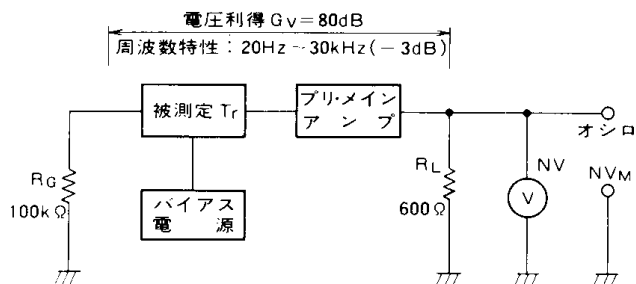 電圧利得 Gv=80dB
周波数特性：20Hz~30kHz(-3dB)
被測定 Tr
プリ・メイン
アンプ
オシロ
RG
100kΩ
バイアス
電源
RL
600Ω
NV
V
NVM